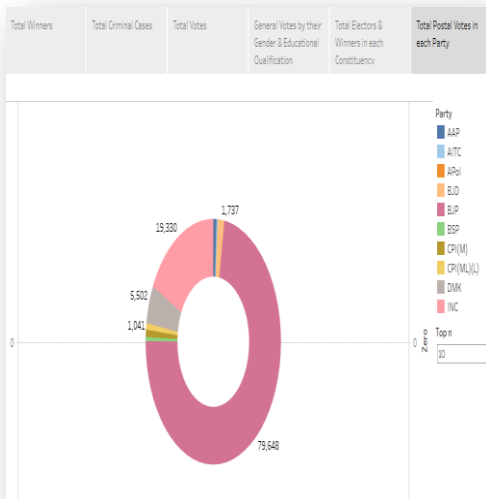 Total Winners
Total Criminal Cases
Total Votes
General Votes by their
Gender & Educational
Qualification
Total Electors &
Winners in each
Constituency
Total Postal Votes in
each Party
Party
AAP
AITC
APoI
BJD
BJP
BSP
CPI(M)
CPI(ML)(L)
DMK
INC
Top n
10
1,737
19,330
5,502
1,041
79,648
0
0
Zero